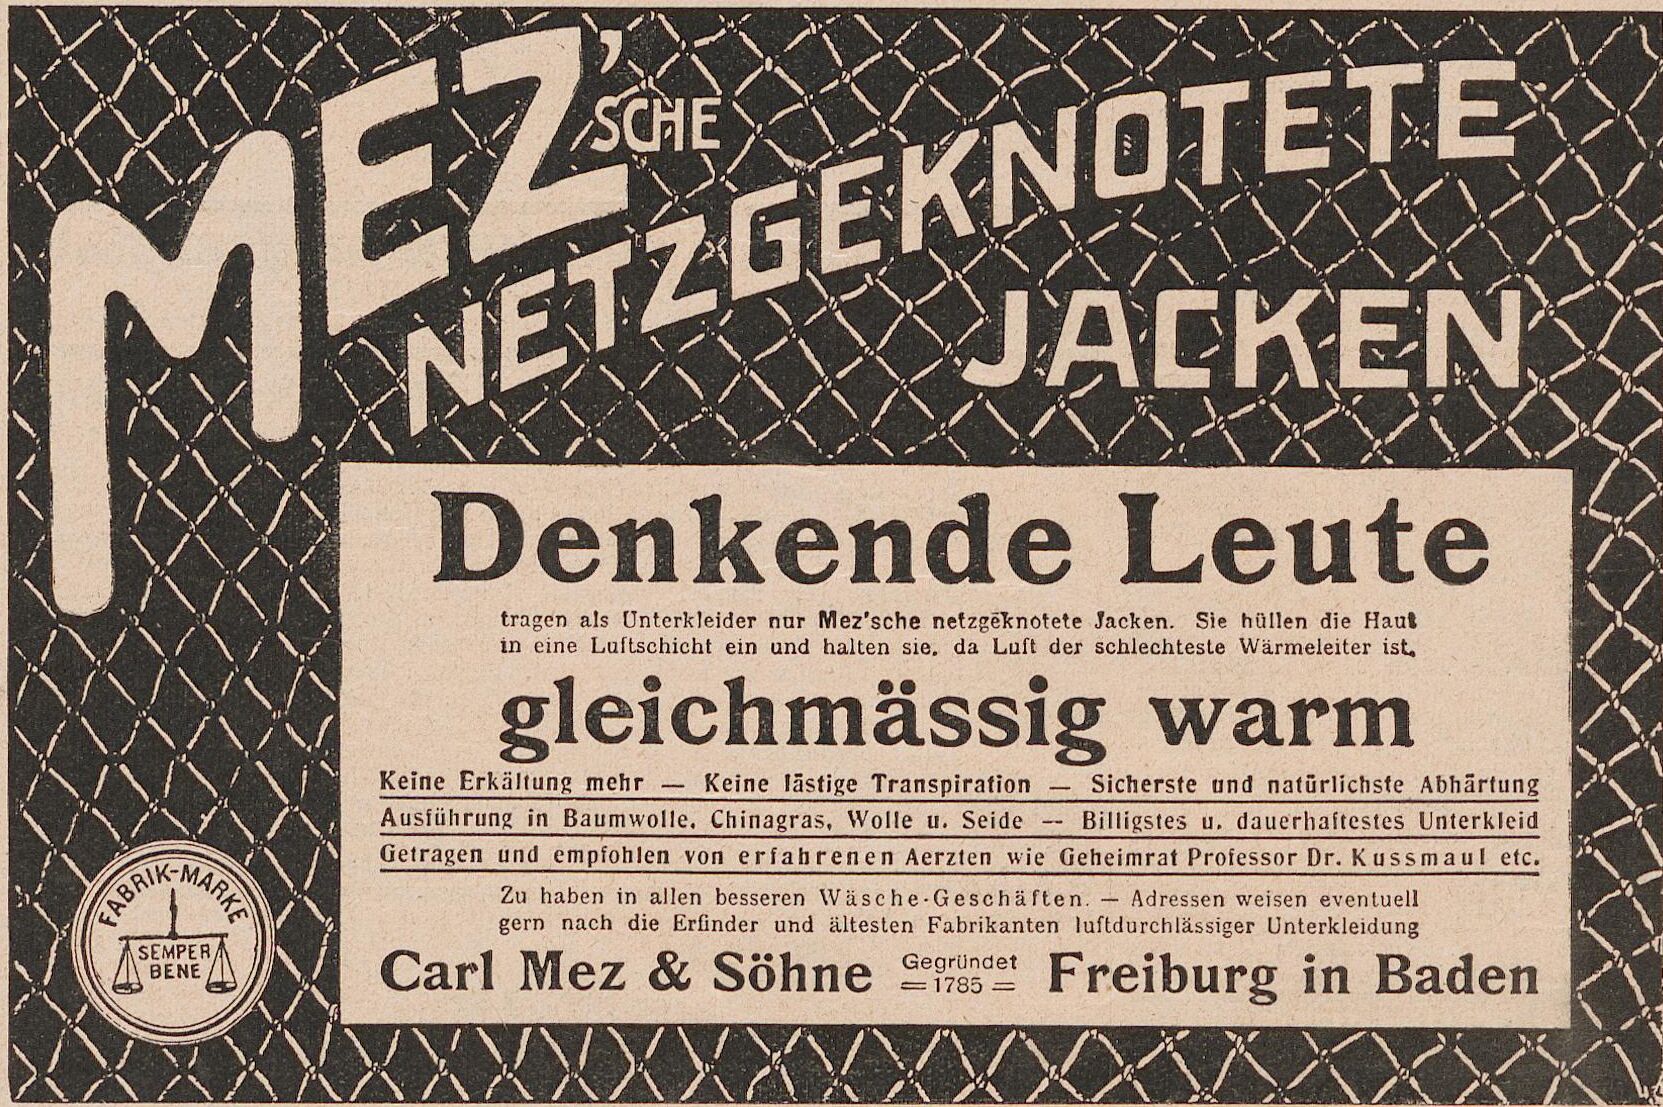 MEZ'SCHE
NETZGEKNOTETE
JACKEN
Denkende Leute
tragen als Unterkleider nur Mez'sche netzgeknotete Jacken. Sie hüllen die Haut
in eine Luftschicht ein und halten sie, da Luft der schlechteste Wärmeleiter ist,
gleichmässig warm
Keine Erkältung mehr — Keine lästige Transpiration — Sicherste und natürlichste Abhärtung
Ausführung in Baumwolle, Chinagras, Wolle u. Seide — Billigstes u. dauerhaftestes Unterkleid
Getragen und empfohlen von erfahrenen Aerzten wie Geheimrat Professor Dr. Kussmaul etc.
Zu haben in allen besseren Wäsche-Geschäften. — Adressen weisen eventuell
gern nach die Erfinder und ältesten Fabrikanten luftdurchlässiger Unterkleidung
Carl Mez & Söhne Gegründet = 1785 = Freiburg in Baden
FABRIK-MARKE
SEMPER
BENE